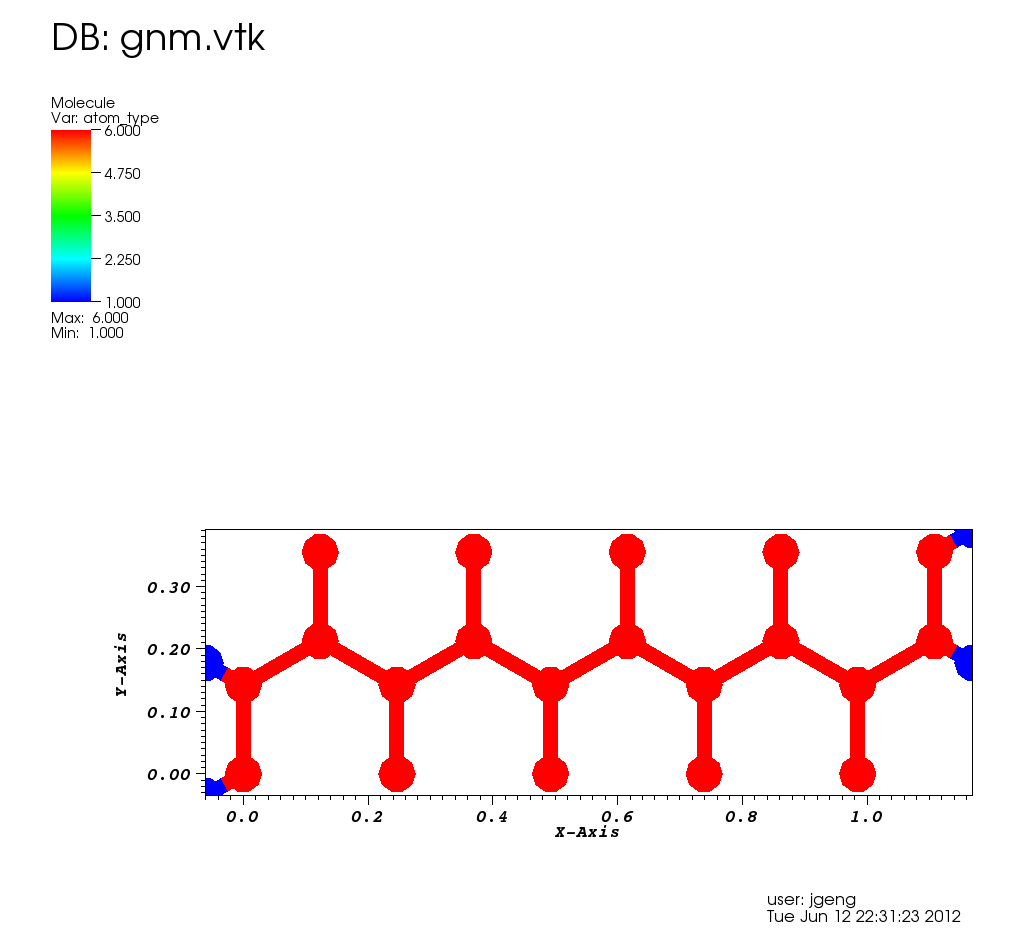 DB: gnm.vtk
Molecule
Var: atom_type
6.000
4.750
3.500
2.250
1.000
Max: 6.000
Min: 1.000
0.30
0.20
0.10
0.00
Y-Axis
0.0 0.2 0.4 0.6 0.8 1.0
X-Axis
user: jgeng
Tue Jun 12 22:31:23 2012